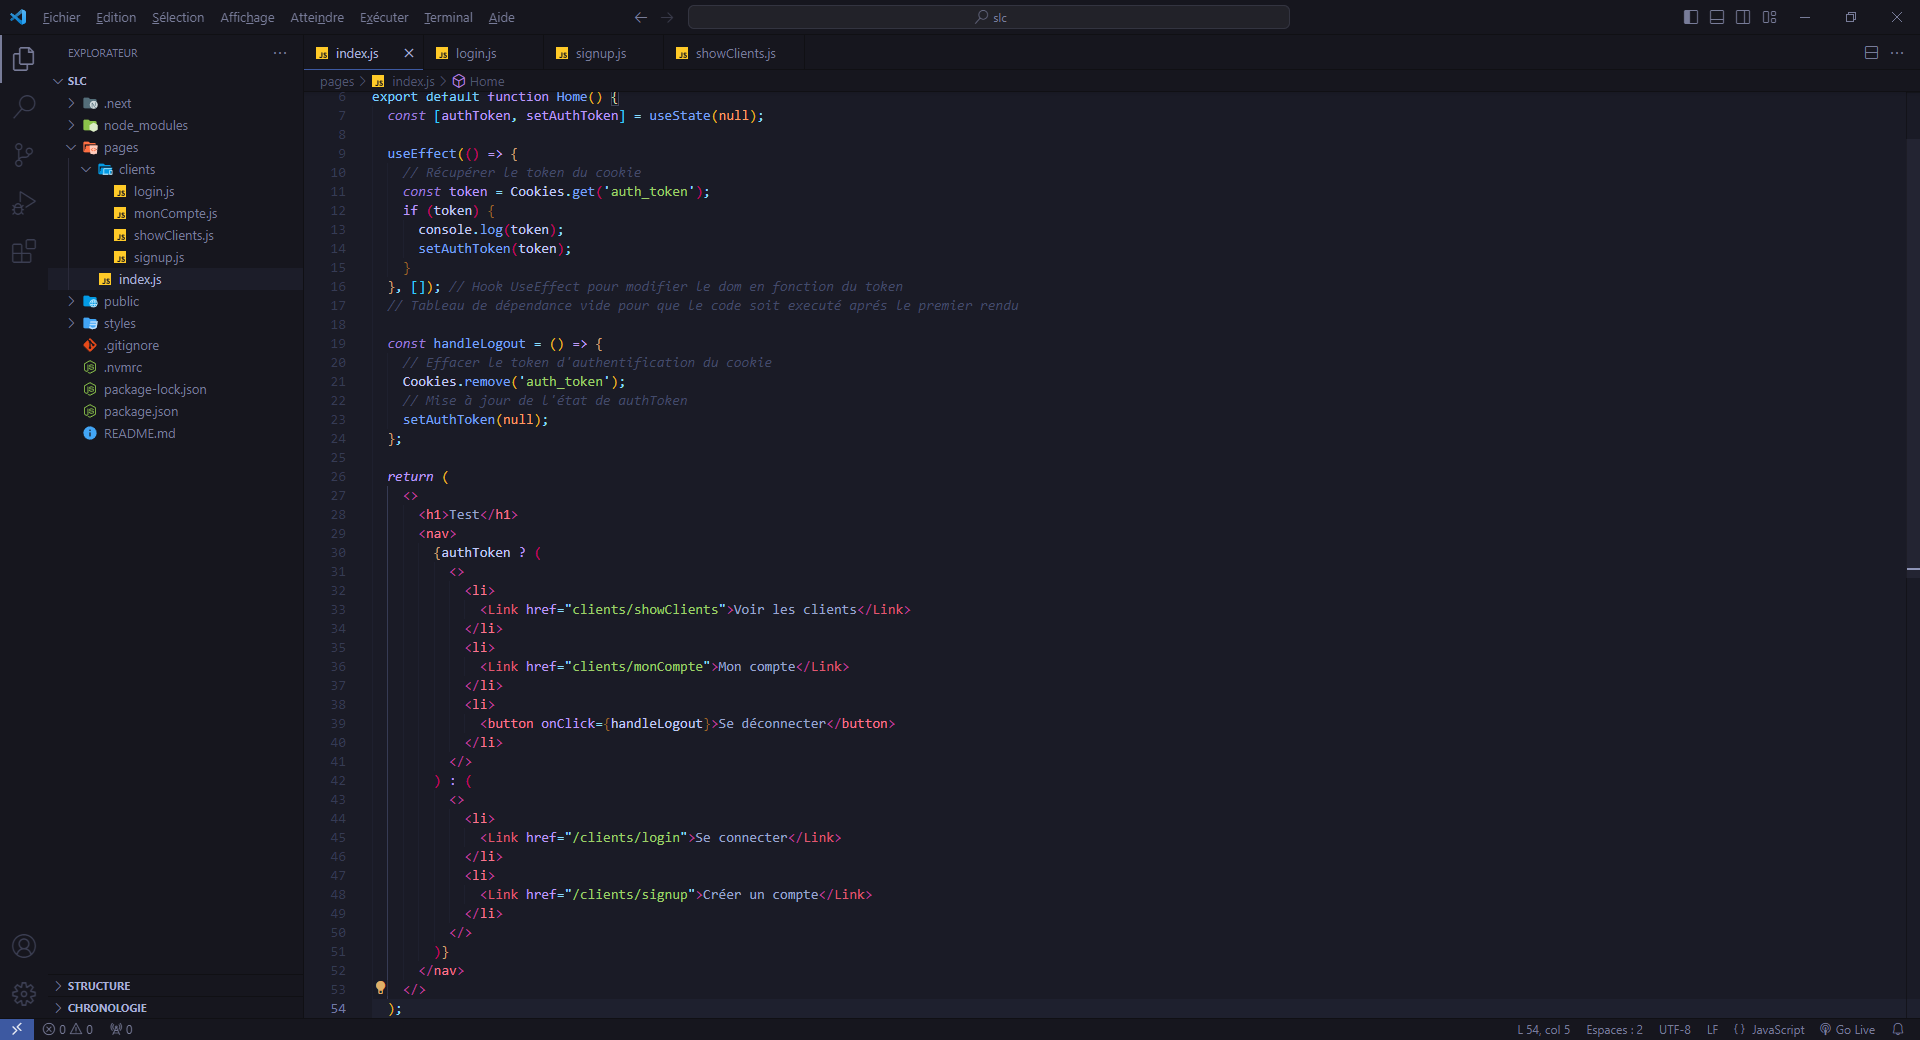 Fichier Edition Sélection Affichage Atteindre Exécuter Terminal Aide
slc
EXPLORATEUR
SLC
.next
node_modules
pages
clients
login.js
monCompte.js
showClients.js
signup.js
index.js
public
styles
.gitignore
.nvmrc
package-lock.json
package.json
README.md
STRUCTURE
CHRONOLOGIE
index.js login.js signup.js showClients.js
pages index.js Home
6 export default function Home() {
7 const [authToken, setAuthToken] = useState(null);
8
9 useEffect(() => {
10 // Récupérer le token du cookie
11 const token = Cookies.get('auth_token');
12 if (token) {
13 console.log(token);
14 setAuthToken(token);
15 }
16 }, []); // Hook UseEffect pour modifier le dom en fonction du token
17 // Tableau de dépendance vide pour que le code soit executé aprés le premier rendu
18
19 const handleLogout = () => {
20 // Effacer le token d'authentification du cookie
21 Cookies.remove('auth_token');
22 // Mise à jour de l'état de authToken
23 setAuthToken(null);
24 };
25
26 return (
27 <>
28 <h1>Test</h1>
29 <nav>
30 {authToken ? (
31 <>
32 <li>
33 <Link href="clients/showClients">Voir les clients</Link>
34 </li>
35 <li>
36 <Link href="clients/monCompte">Mon compte</Link>
37 </li>
38 <li>
39 <button onClick={handleLogout}>Se déconnecter</button>
40 </li>
41 </>
42 ) : (
43 <>
44 <li>
45 <Link href="/clients/login">Se connecter</Link>
46 </li>
47 <li>
48 <Link href="/clients/signup">Créer un compte</Link>
49 </li>
50 </>
51 )}
52 </nav>
53 </>
54 );
0 0 0 L 54, col 5 Espaces : 2 UTF-8 LF {} JavaScript Go Live